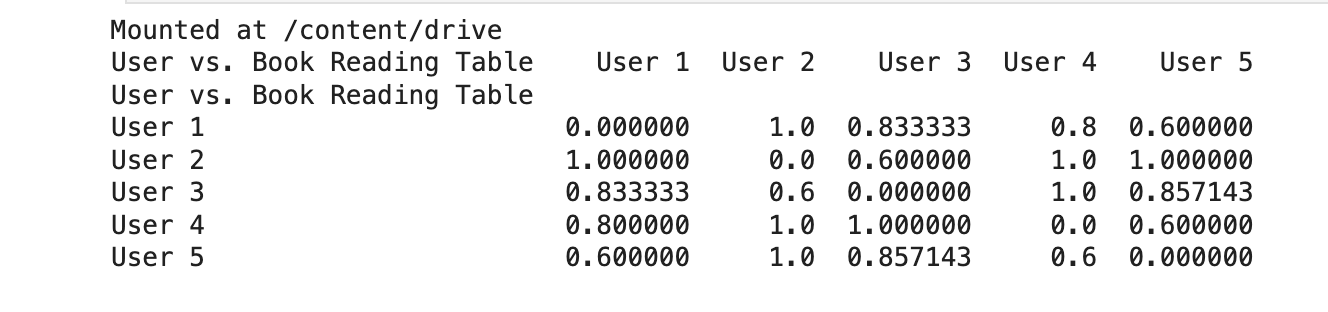 Mounted at /content/drive
User vs. Book Reading Table User 1 User 2 User 3 User 4 User 5
User vs. Book Reading Table
User 1 0.000000 1.0 0.833333 0.8 0.600000
User 2 1.000000 0.0 0.600000 1.0 1.000000
User 3 0.833333 0.6 0.000000 1.0 0.857143
User 4 0.800000 1.0 1.000000 0.0 0.600000
User 5 0.600000 1.0 0.857143 0.6 0.000000